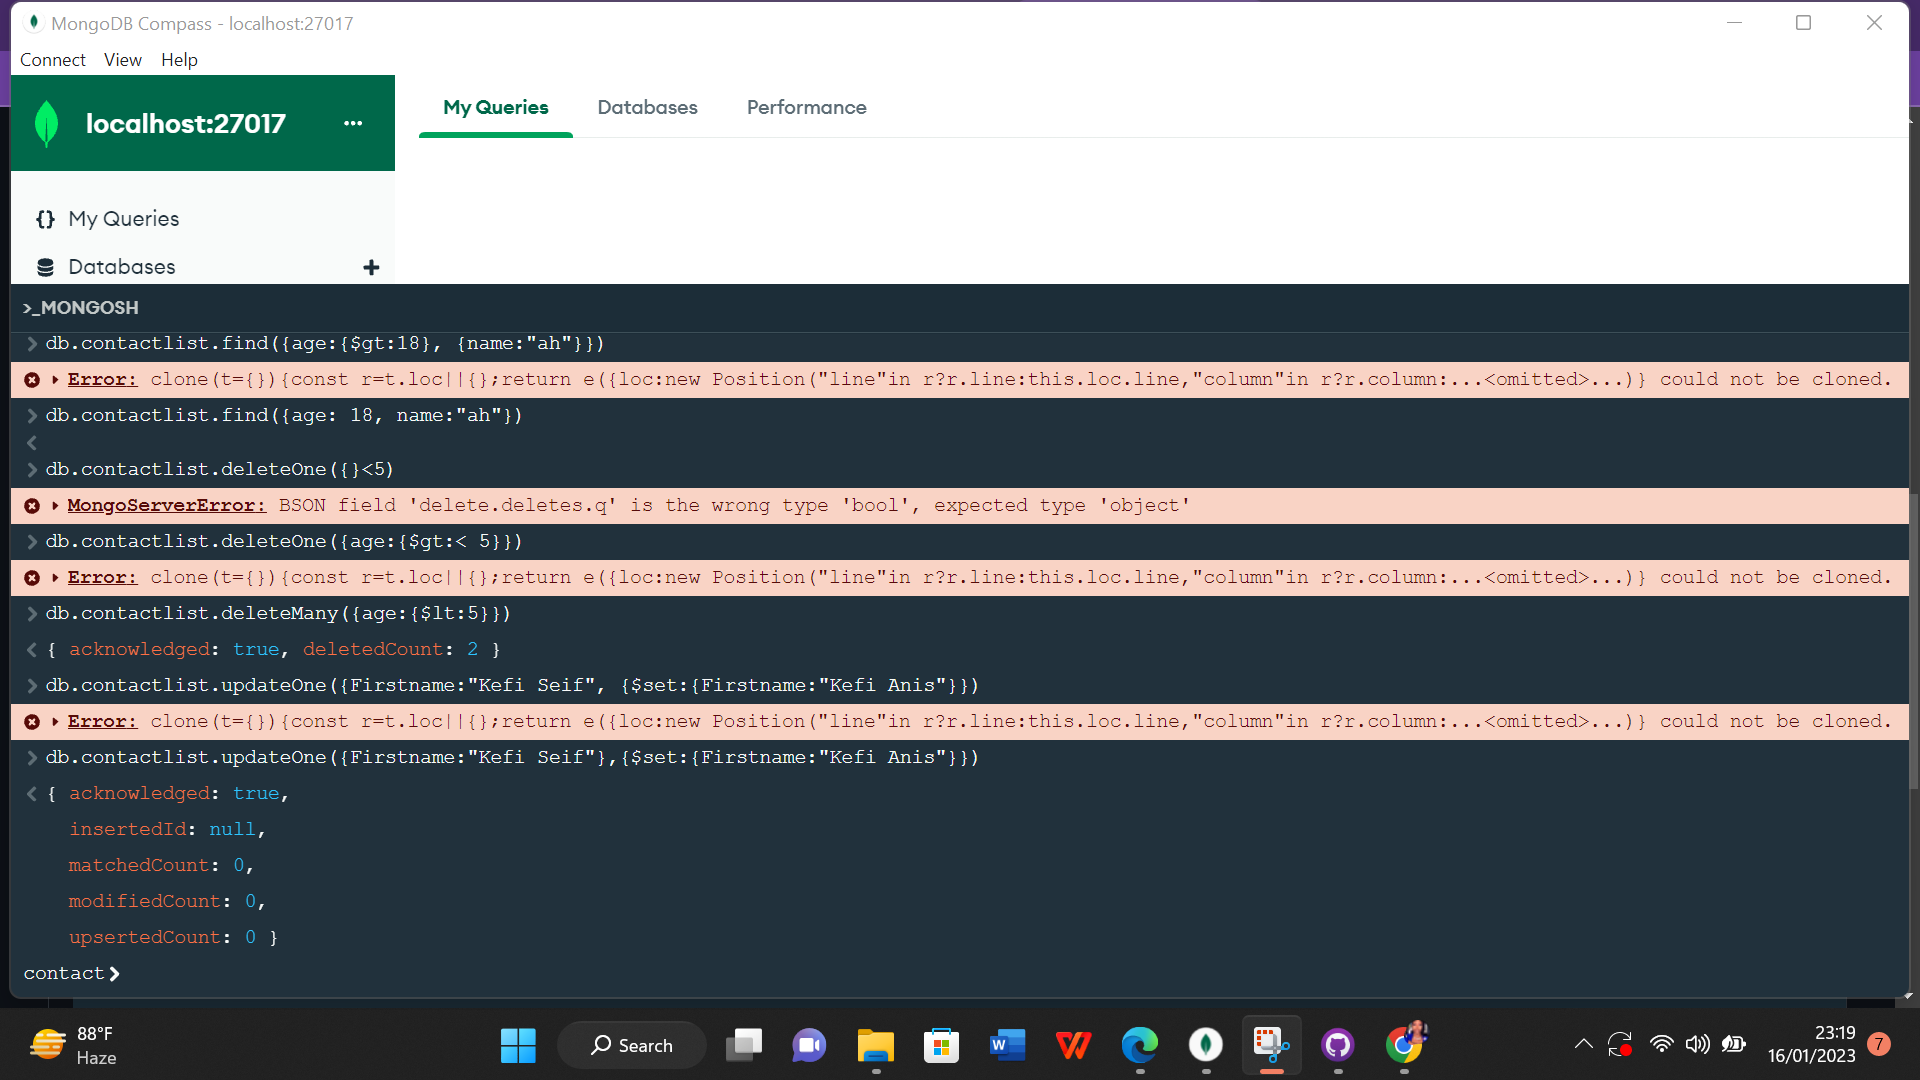 MongoDB Compass - localhost:27017
Connect View Help
localhost:27017 ...
My Queries Databases Performance
{} My Queries
Databases +
>_MONGOSH
db.contactlist.find({age:{$gt:18}, {name:"ah"}})
Error: clone(t={}){const r=t.loc||{};return e({loc:new Position("line"in r?r.line:this.loc.line,"column"in r?r.column:...<omitted>...)} could not be cloned.
db.contactlist.find({age: 18, name:"ah"})
<
db.contactlist.deleteOne({}<5)
MongoServerError: BSON field 'delete.deletes.q' is the wrong type 'bool', expected type 'object'
db.contactlist.deleteOne({age:{$gt:< 5}})
Error: clone(t={}){const r=t.loc||{};return e({loc:new Position("line"in r?r.line:this.loc.line,"column"in r?r.column:...<omitted>...)} could not be cloned.
db.contactlist.deleteMany({age:{$lt:5}})
< { acknowledged: true, deletedCount: 2 }
db.contactlist.updateOne({Firstname:"Kefi Seif", {$set:{Firstname:"Kefi Anis"}})
Error: clone(t={}){const r=t.loc||{};return e({loc:new Position("line"in r?r.line:this.loc.line,"column"in r?r.column:...<omitted>...)} could not be cloned.
db.contactlist.updateOne({Firstname:"Kefi Seif"},{$set:{Firstname:"Kefi Anis"}})
< { acknowledged: true,
insertedId: null,
matchedCount: 0,
modifiedCount: 0,
upsertedCount: 0 }
contact>
88°F
Haze
Search
W
23:19
16/01/2023
7